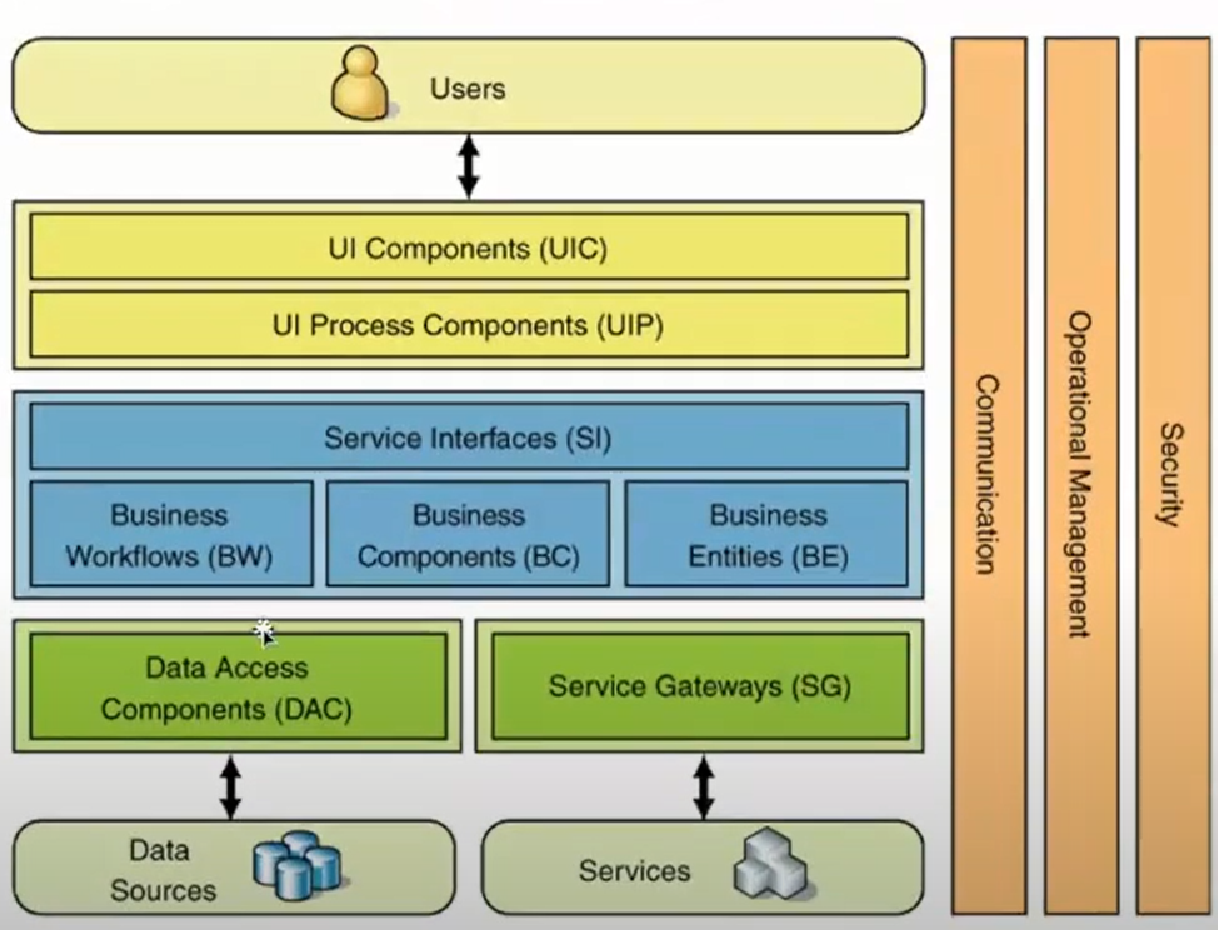 Users
UI Components (UIC)
UI Process Components (UIP)
Service Interfaces (SI)
Business
Workflows (BW)
Business
Components (BC)
Business
Entities (BE)
Data Access
Components (DAC)
Service Gateways (SG)
Data
Sources
Services
Communication
Operational Management
Security